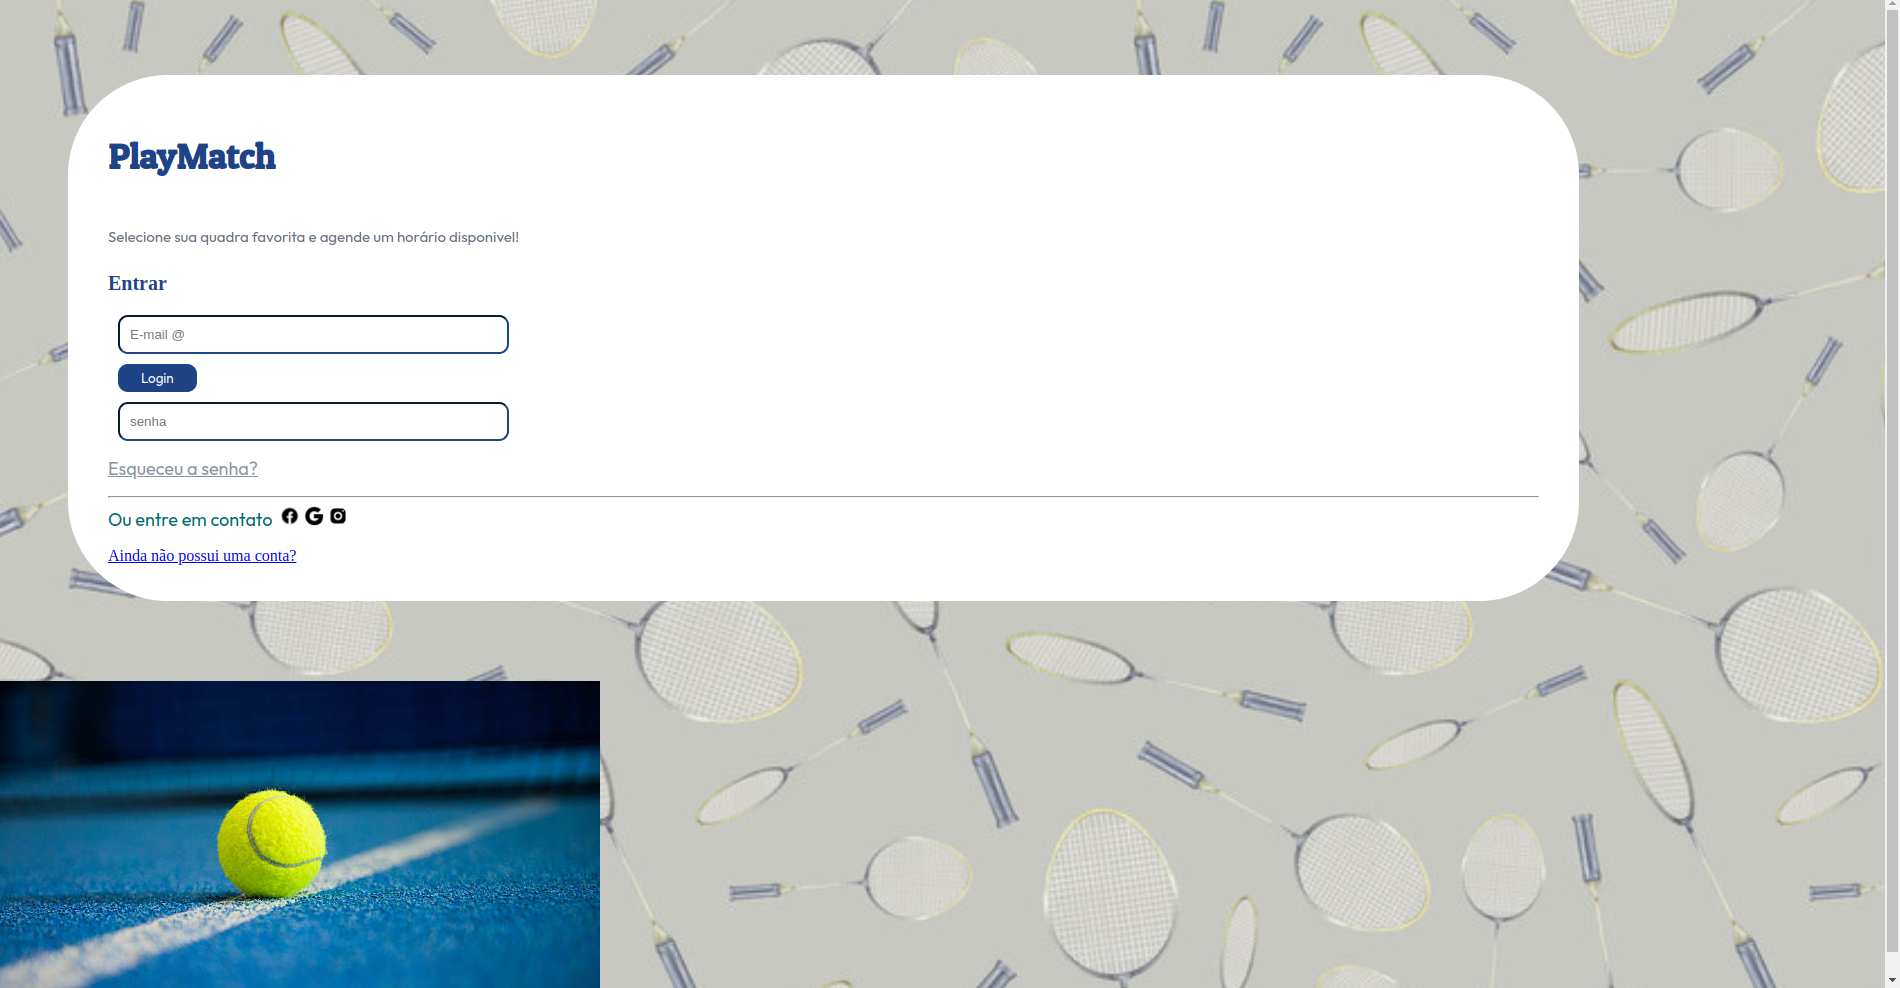 PlayMatch
Selecione sua quadra favorita e agende um horário disponivel!
Entrar
E-mail @
Login
senha
Esqueceu a senha?
Ou entre em contato
Ainda não possui uma conta?